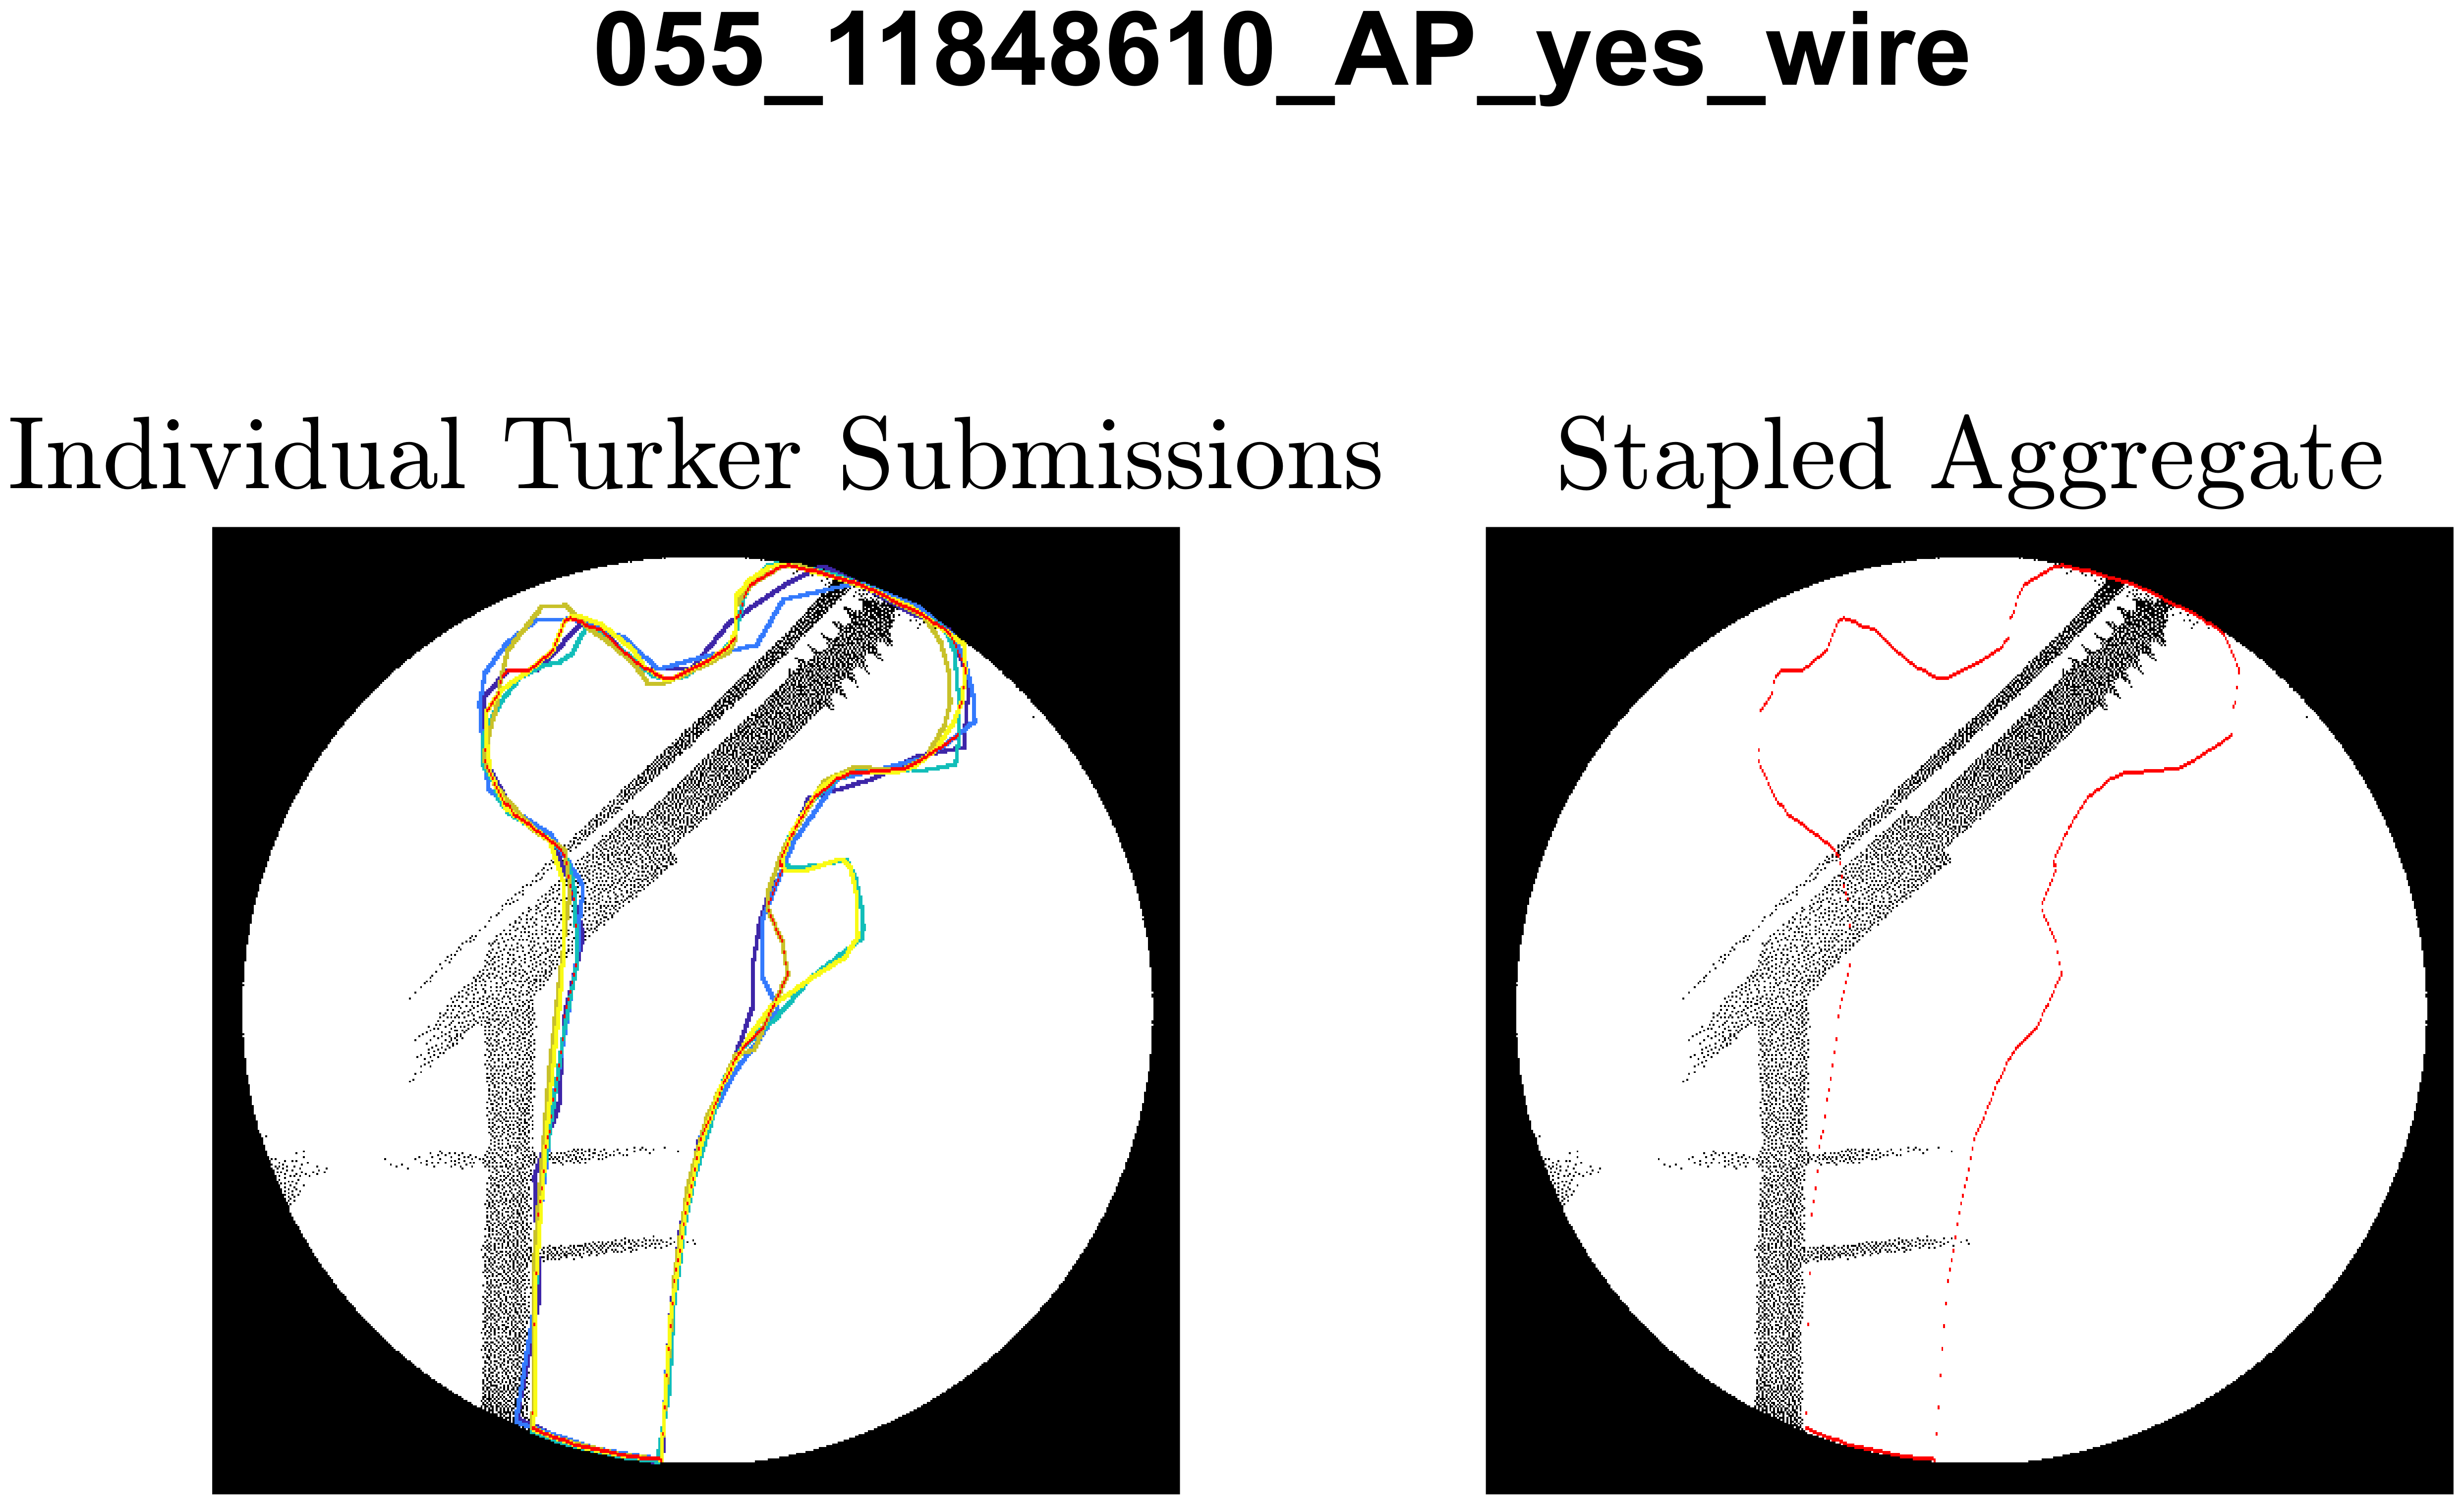 055_11848610_AP_yes_wire
Individual Turker Submissions
Stapled Aggregate